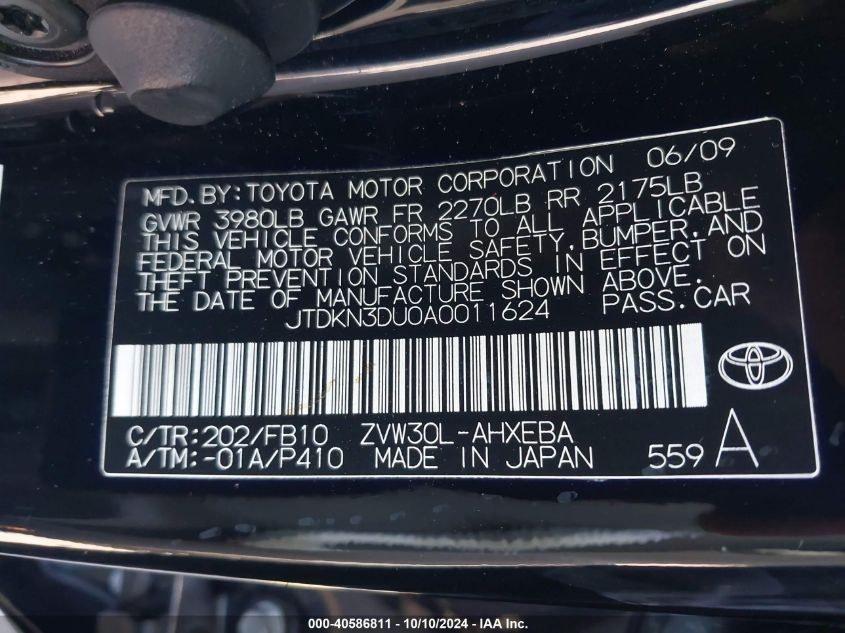 MFD.BY:TOYOTA MOTOR CORPORATION 06/09
GVWR 3980LB GAWR FR 2270LB RR 2175LB
THIS VEHICLE CONFORMS TO ALL APPLICABLE
FEDERAL MOTOR VEHICLE SAFETY,BUMPER,AND
THEFT PREVENTION STANDARDS IN EFFECT ON
THE DATE OF MANUFACTURE SHOWN ABOVE.
JTDKN3DU0A0011624 PASS.CAR
C/TR:202/FB10 ZVW30L-AHXEBA
A/TM:-01A/P410 MADE IN JAPAN 559 A
000-40586811 - 10/10/2024 - IAA Inc.